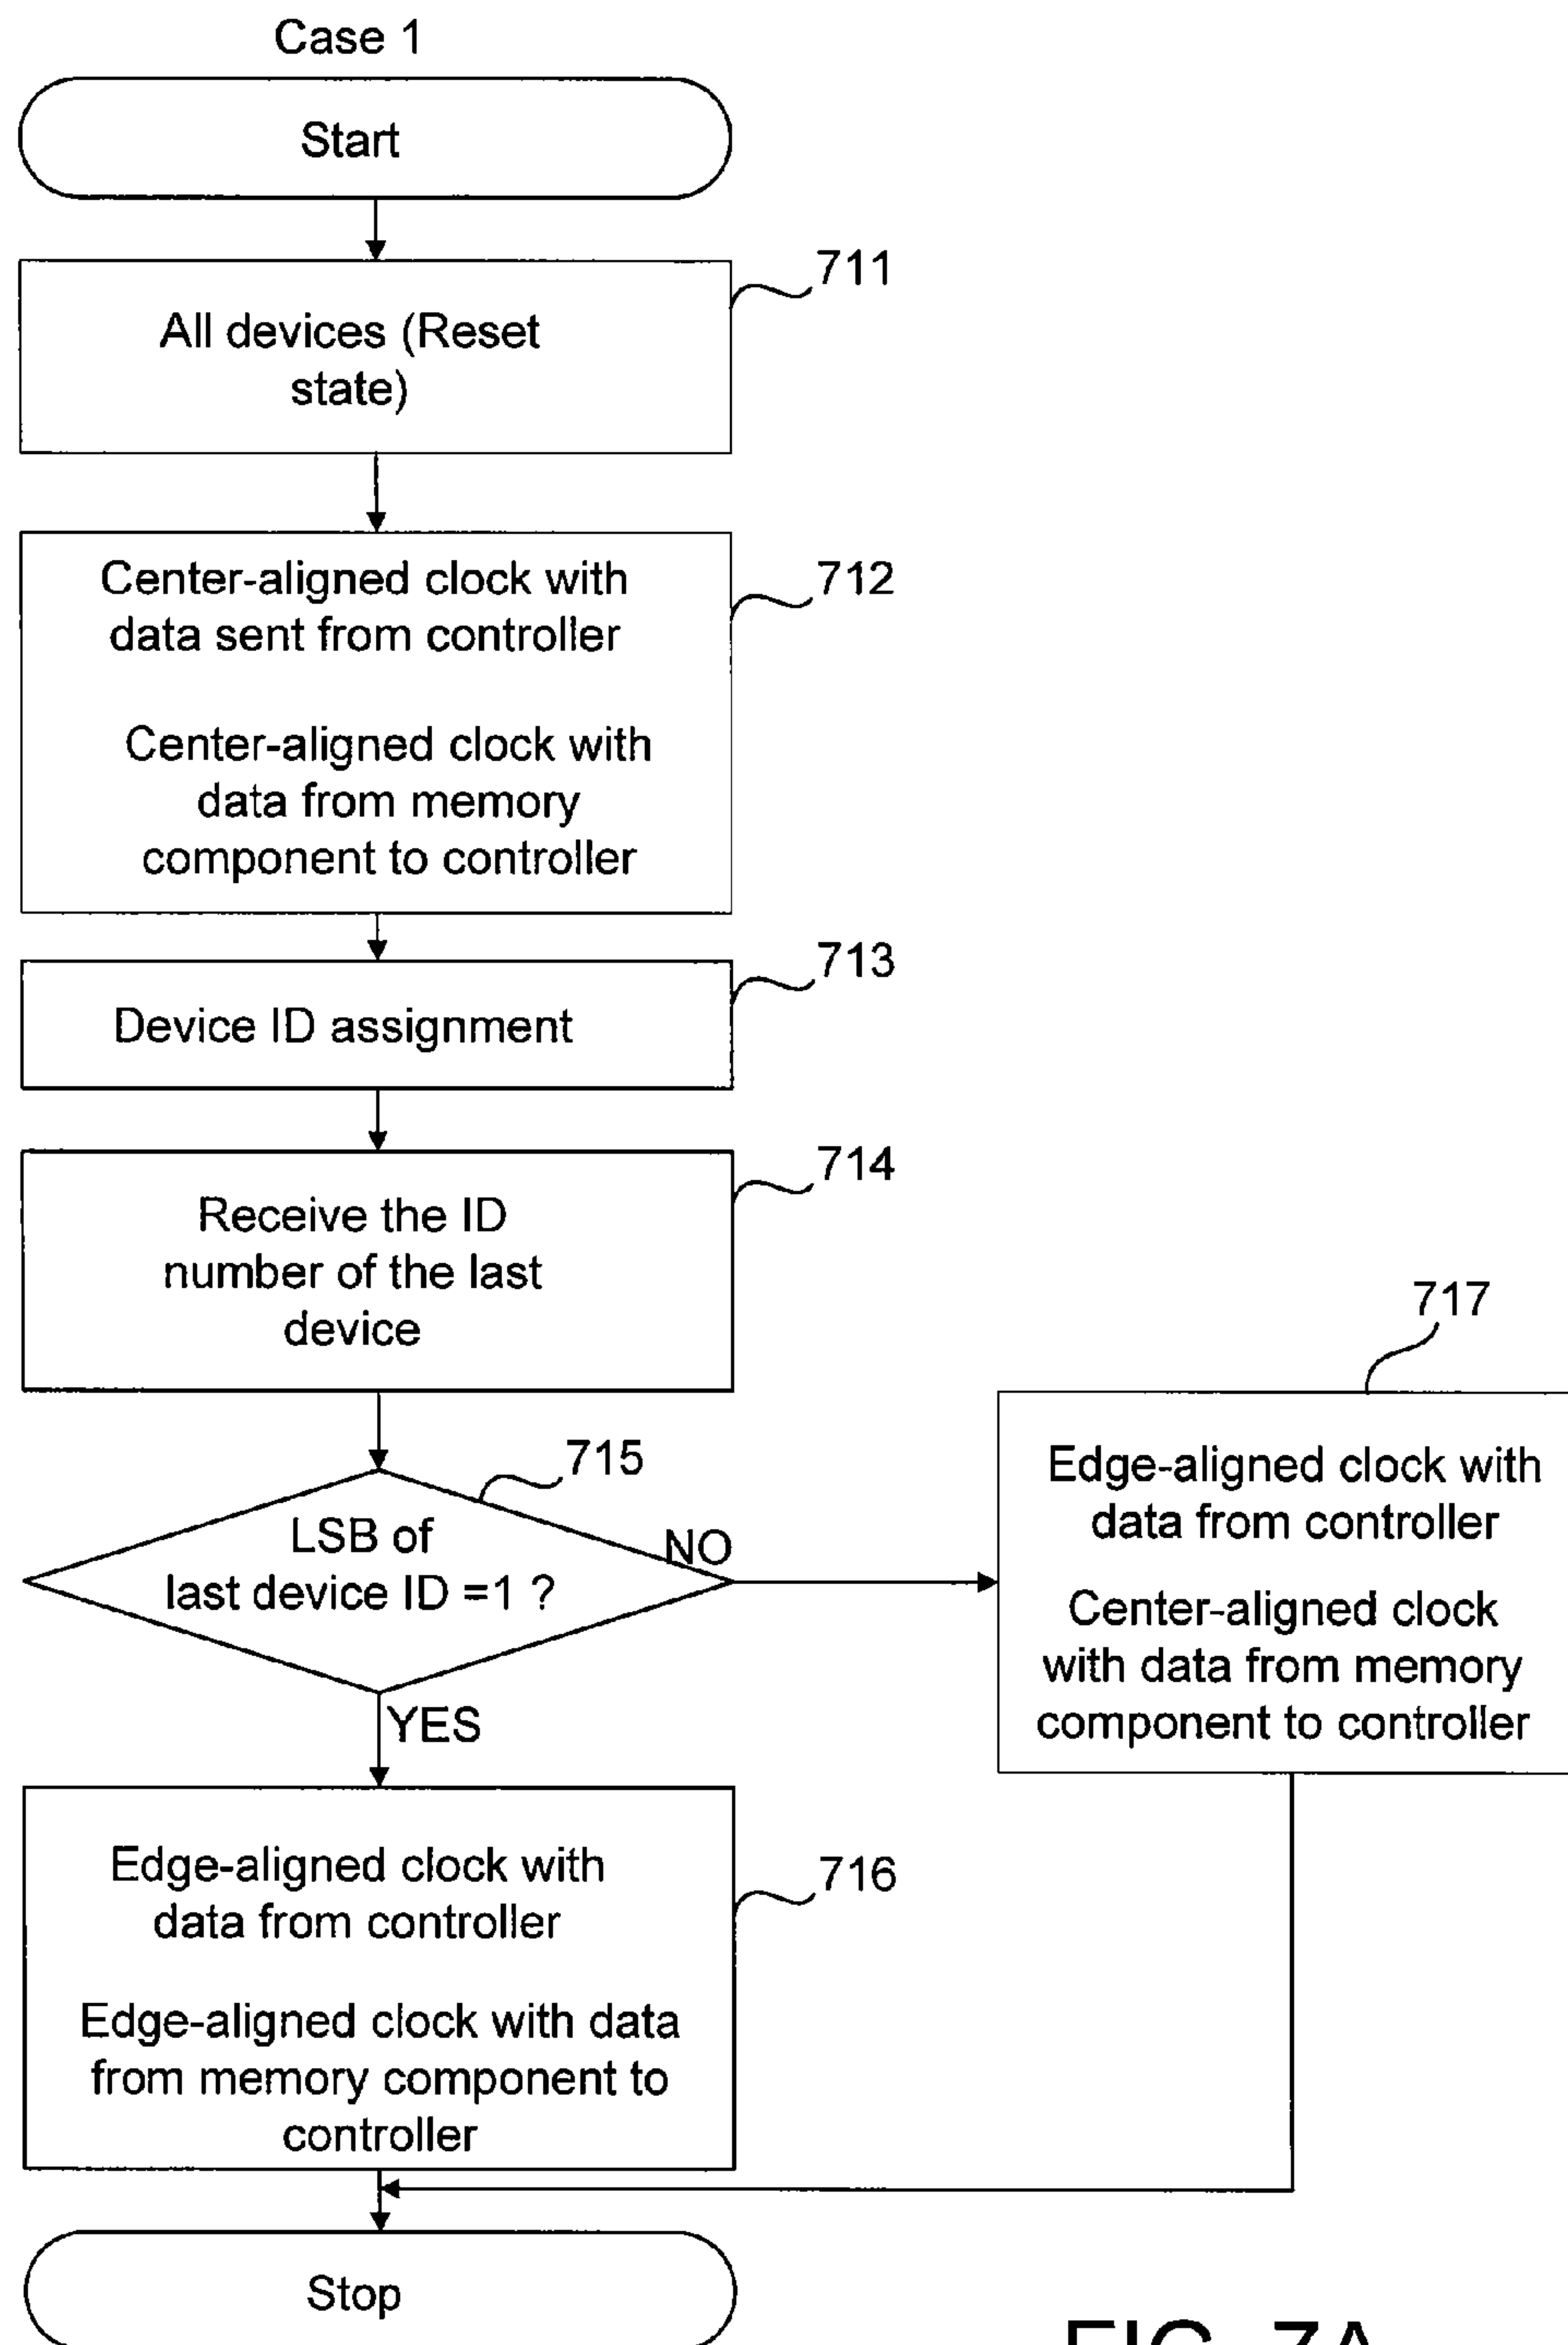 Case 1
Start
711
All devices (Reset
state)
712
Center-aligned clock with
data sent from controller
Center-aligned clock with
data from memory
component to controller
713
Device ID assignment
714
Receive the ID
number of the last
device
715
LSB of
last device ID =1 ?
NO
717
Edge-aligned clock with
data from controller
Center-aligned clock
with data from memory
component to controller
YES
716
Edge-aligned clock with
data from controller
Edge-aligned clock with data
from memory component to
controller
Stop
FIG. 7A